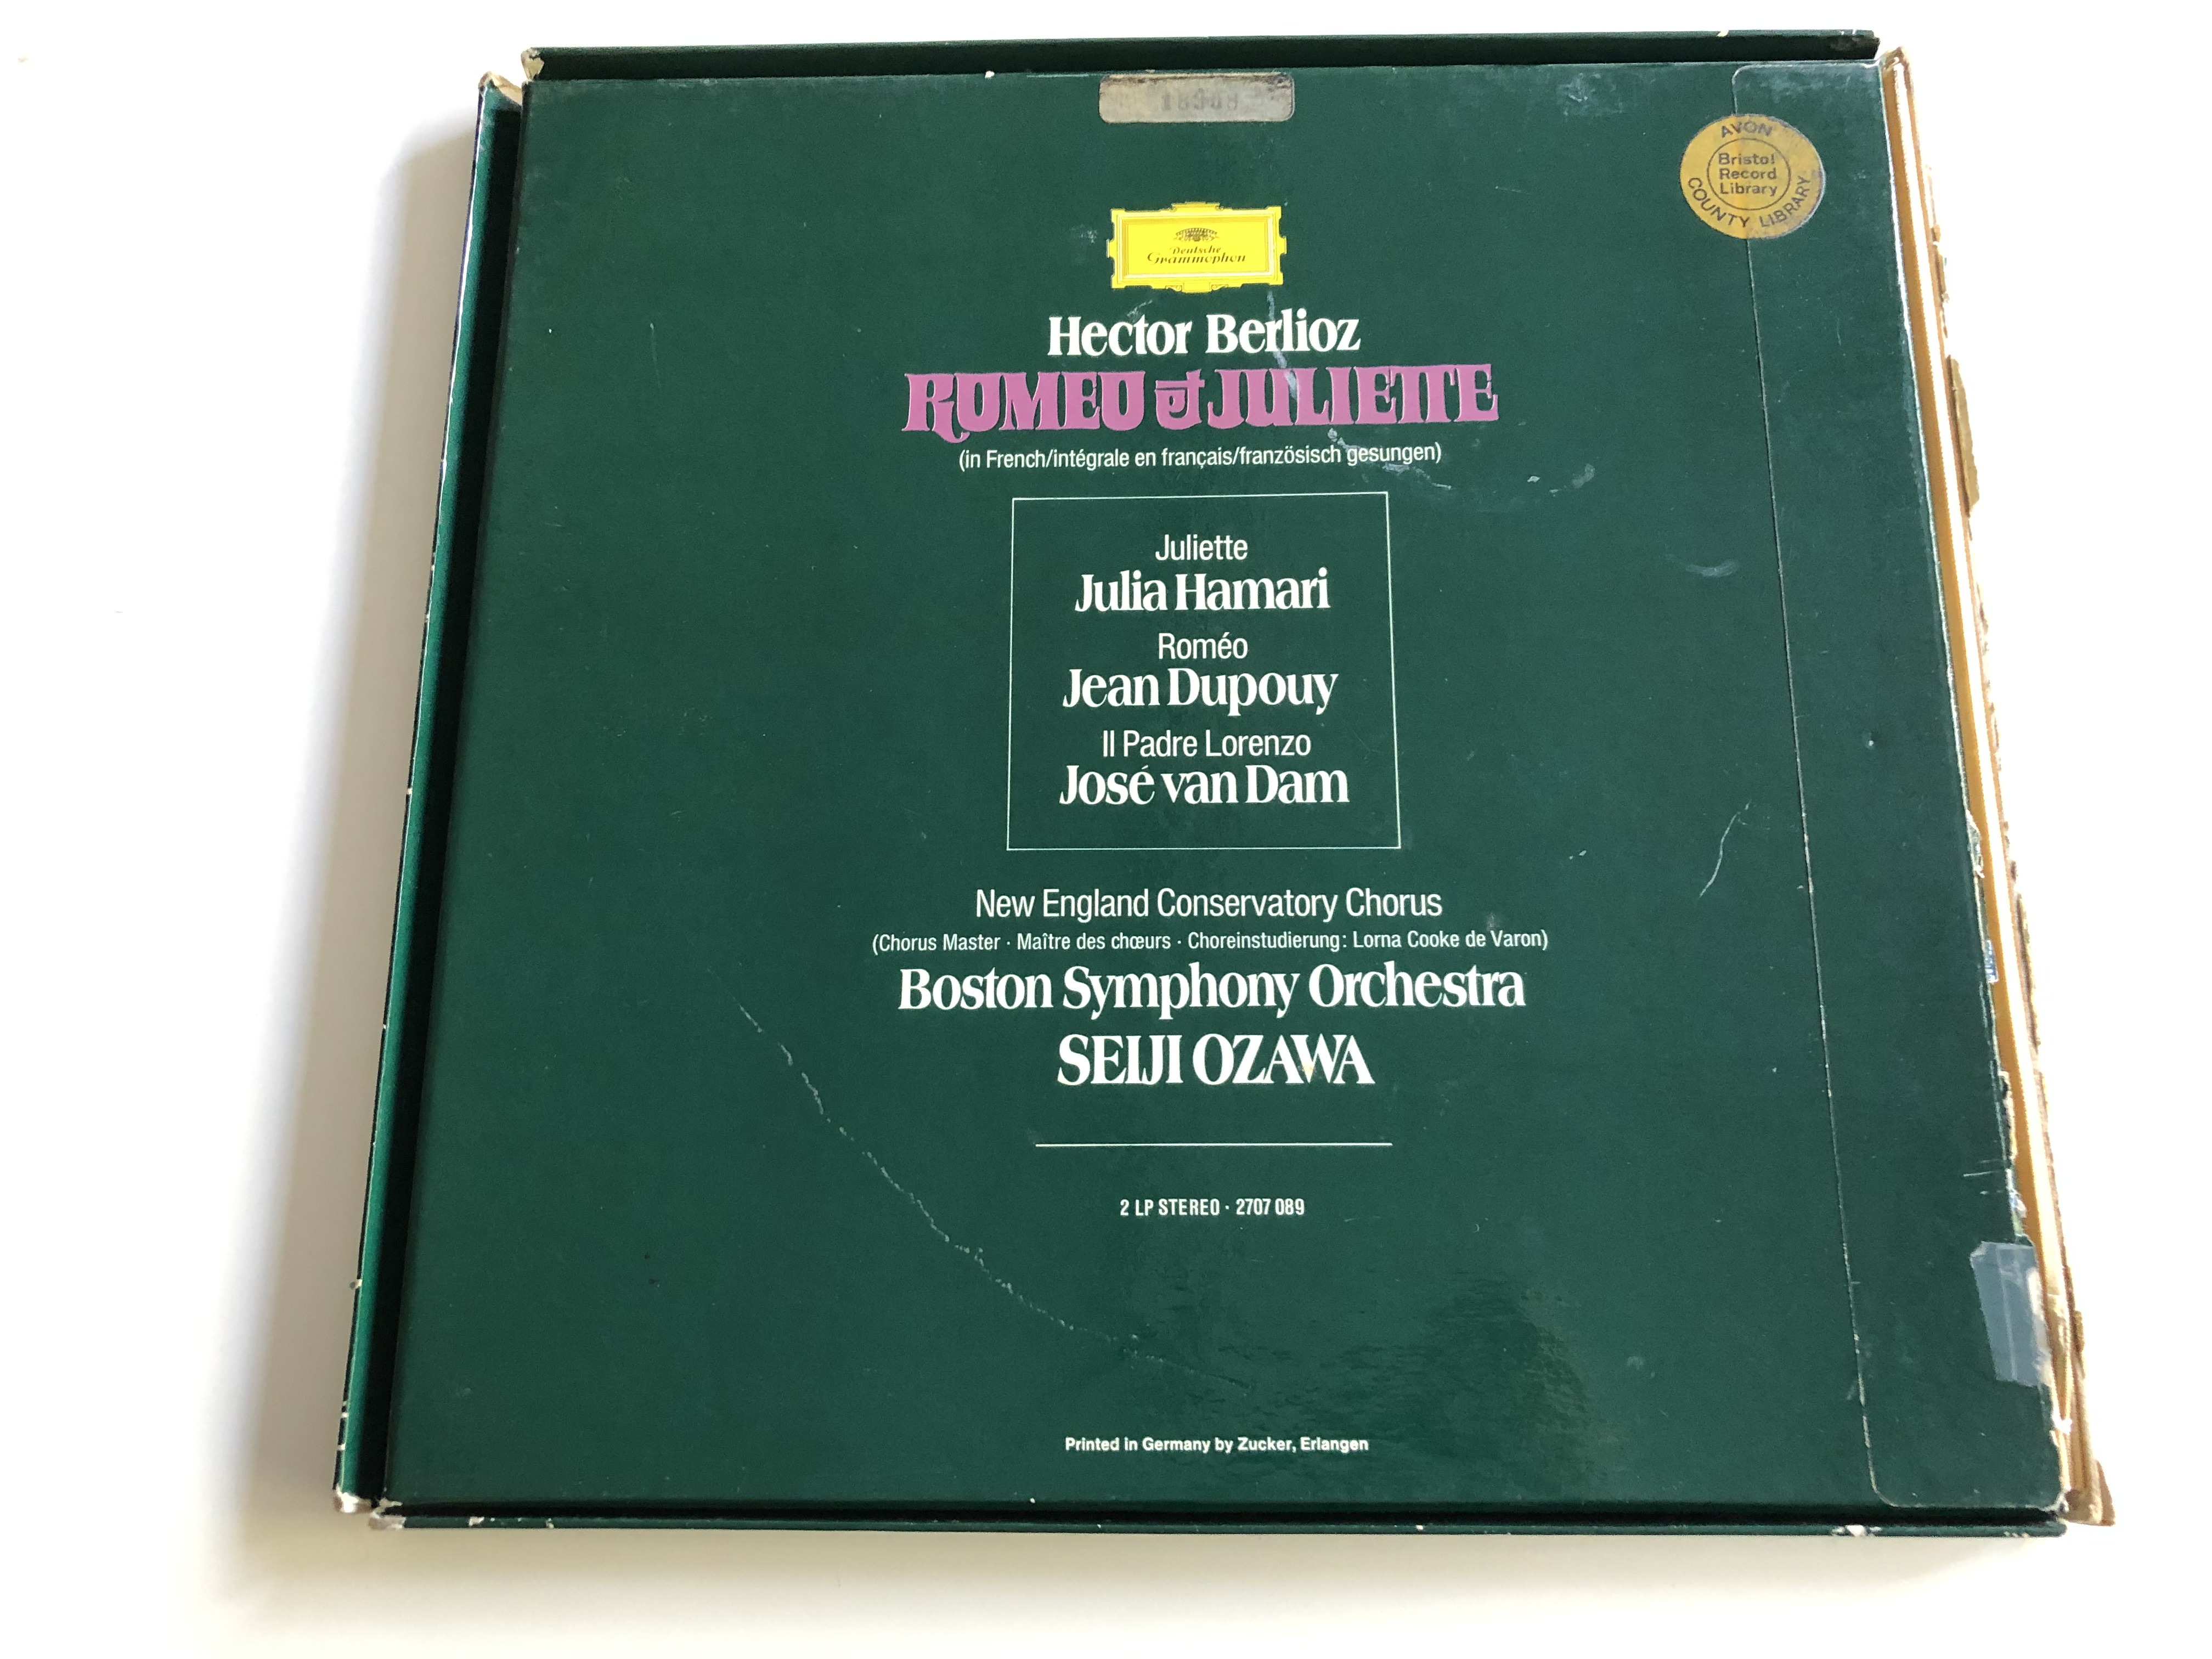 AVON
Bristol
Record
Library
COUNTY LIBRARY
Deutsche
Grammophon
Hector Berlioz
ROMEO et JULIETTE
(in French/intégrale en français/französisch gesungen)
Juliette
Julia Hamari
Roméo
Jean Dupouy
Il Padre Lorenzo
José van Dam
New England Conservatory Chorus
(Chorus Master · Maître des chœurs · Choreinstudierung: Lorna Cooke de Varon)
Boston Symphony Orchestra
SEIJI OZAWA
2 LP STEREO · 2707 089
Printed in Germany by Zucker, Erlangen